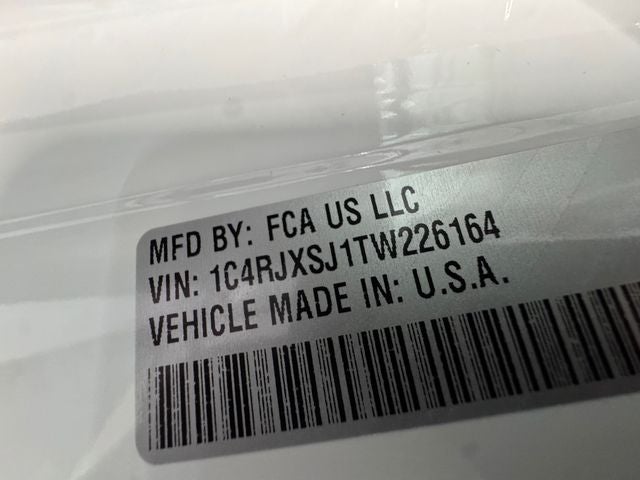 MFD BY: FCA US LLC
VIN: 1C4RJXSJ1TW226164
VEHICLE MADE IN: U.S.A.